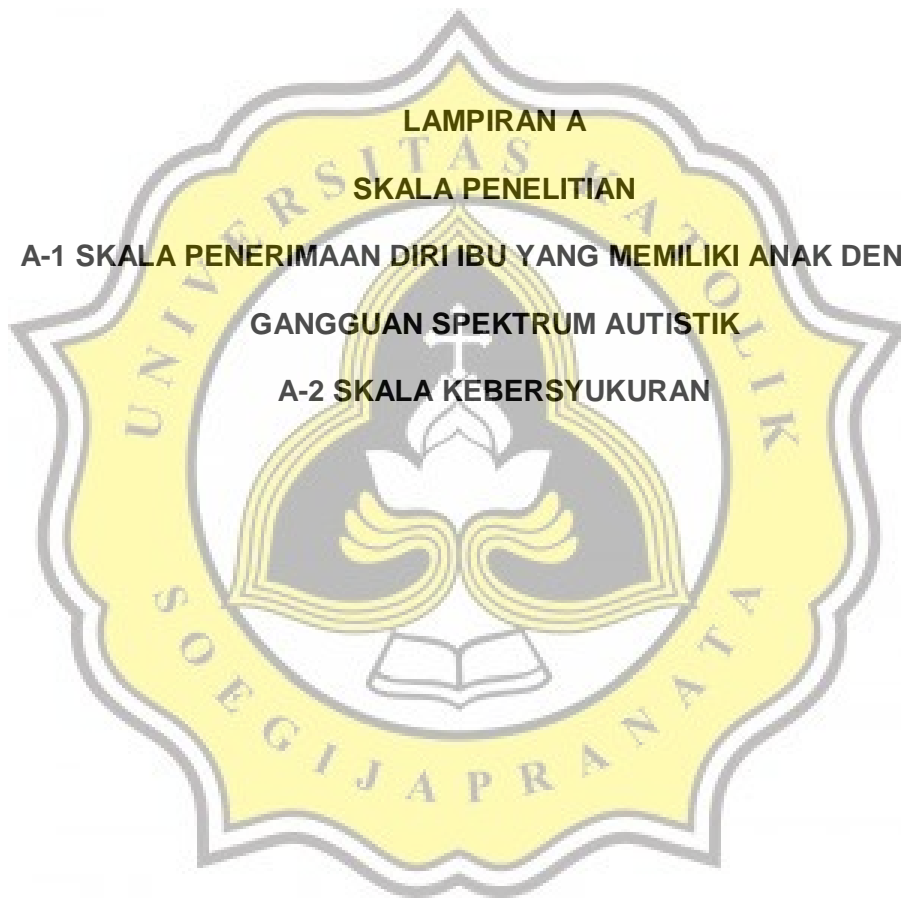 LAMPIRAN A
SKALA PENELITIAN
A-1 SKALA PENERIMAAN DIRI IBU YANG MEMILIKI ANAK DEN
GANGGUAN SPEKTRUM AUTISTIK
A-2 SKALA KEBERSYUKURAN
UNIVERSITAS KATOLIK
SOEGIJAPRANATA